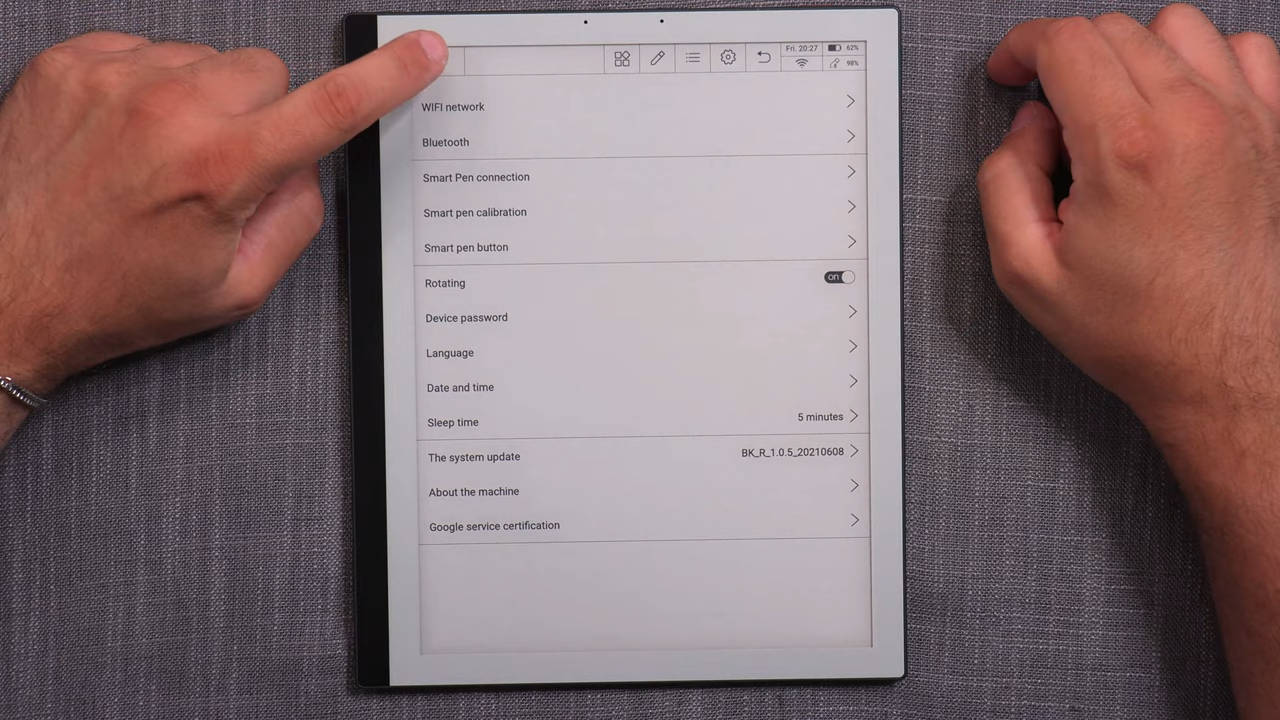 Fri. 20:27
62%
98%
WIFI network
Bluetooth
Smart Pen connection
Smart pen calibration
Smart pen button
Rotating on
Device password
Language
Date and time
Sleep time 5 minutes
The system update BK_R_1.0.5_20210608
About the machine
Google service certification